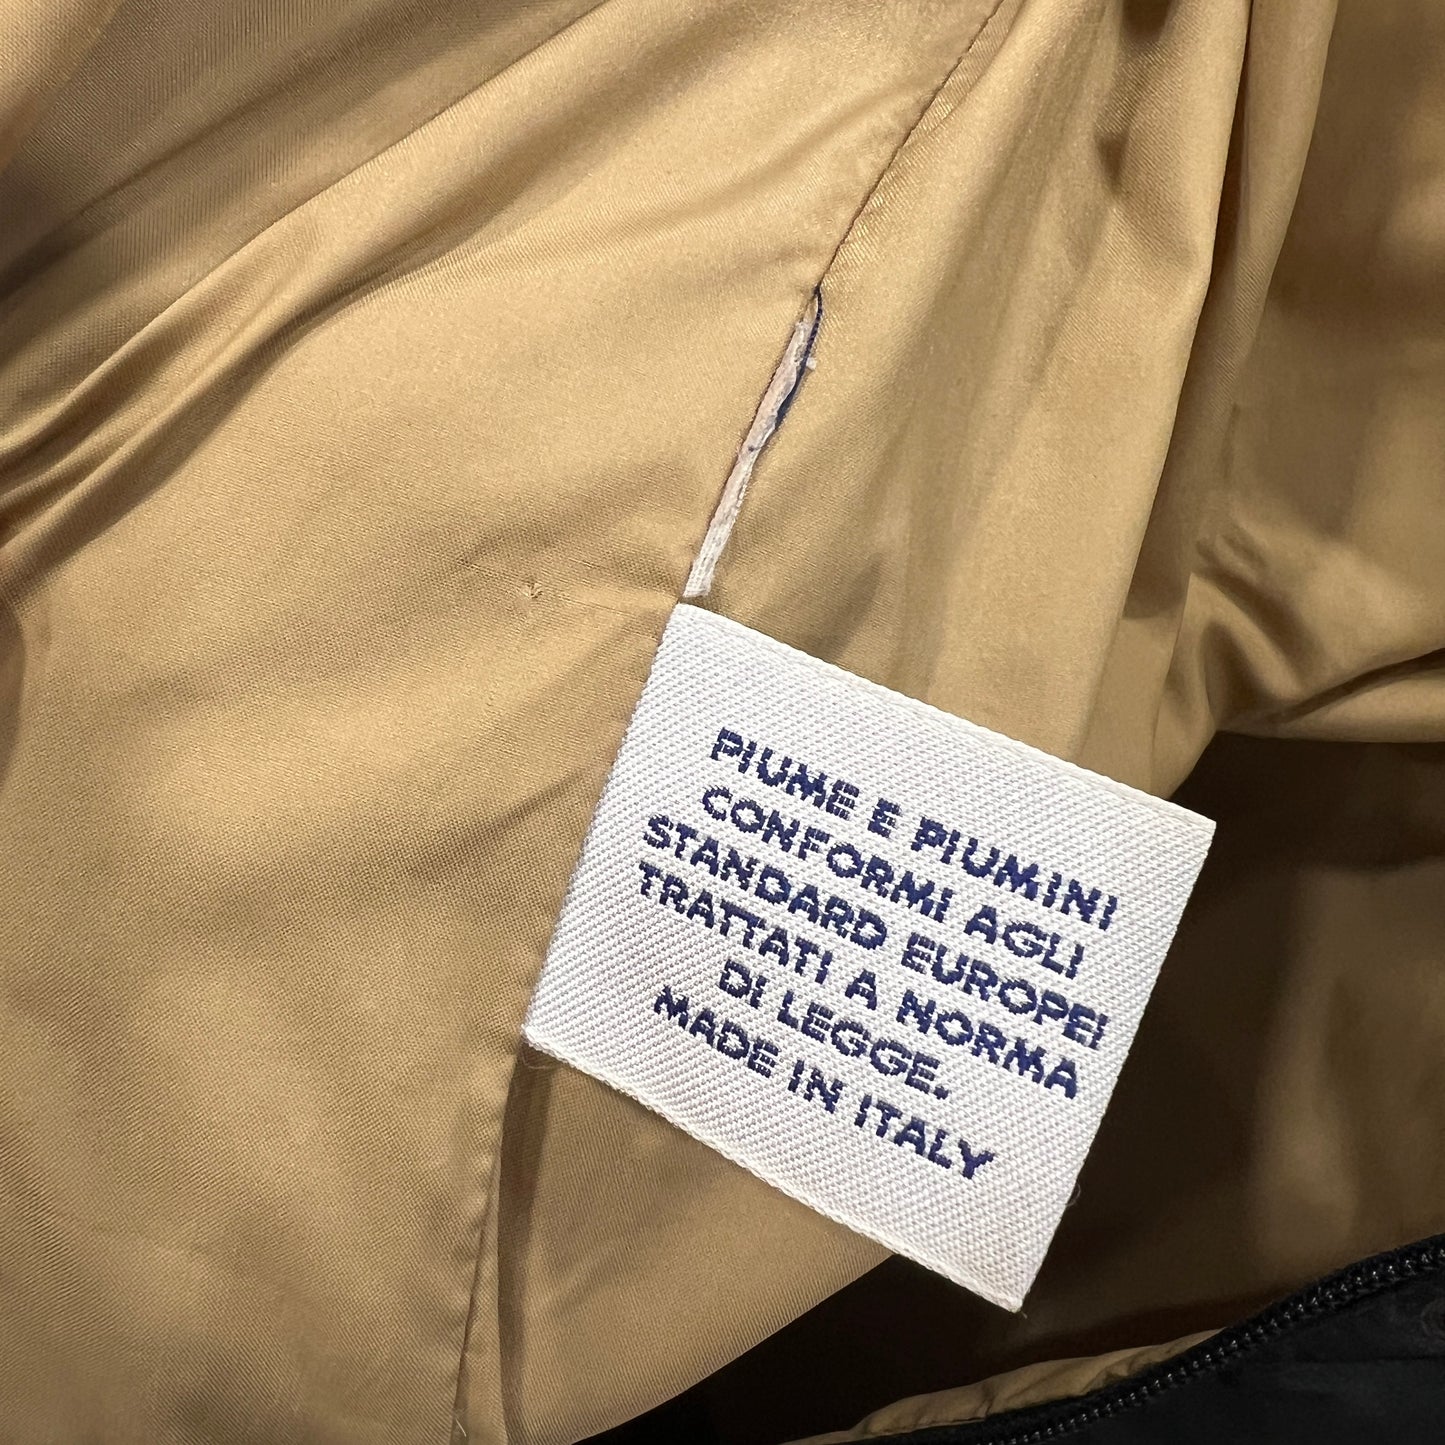 PIUME E PIUMINI
CONFORMI AGLI
STANDARD EUROPEI
TRATTATI A NORMA
DI LEGGE.
MADE IN ITALY